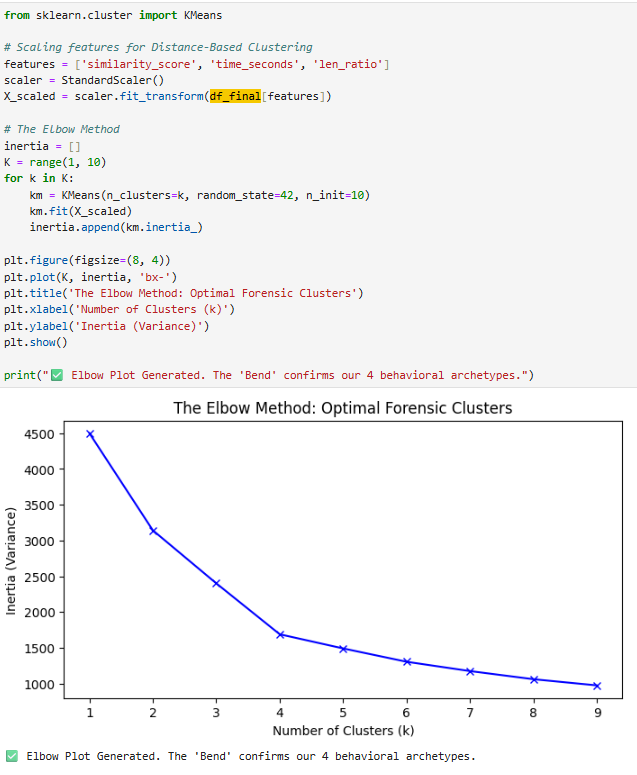 from sklearn.cluster import KMeans
# Scaling features for Distance-Based Clustering
features = ['similarity_score', 'time_seconds', 'len_ratio']
scaler = StandardScaler()
X_scaled = scaler.fit_transform(df_final[features])
# The Elbow Method
inertia = []
K = range(1, 10)
for k in K:
    km = KMeans(n_clusters=k, random_state=42, n_init=10)
    km.fit(X_scaled)
    inertia.append(km.inertia_)
plt.figure(figsize=(8, 4))
plt.plot(K, inertia, 'bx-')
plt.title('The Elbow Method: Optimal Forensic Clusters')
plt.xlabel('Number of Clusters (k)')
plt.ylabel('Inertia (Variance)')
plt.show()
print("✅ Elbow Plot Generated. The 'Bend' confirms our 4 behavioral archetypes.")
The Elbow Method: Optimal Forensic Clusters
Inertia (Variance)
4500
4000
3500
3000
2500
2000
1500
1000
1 2 3 4 5 6 7 8 9
Number of Clusters (k)
✅ Elbow Plot Generated. The 'Bend' confirms our 4 behavioral archetypes.